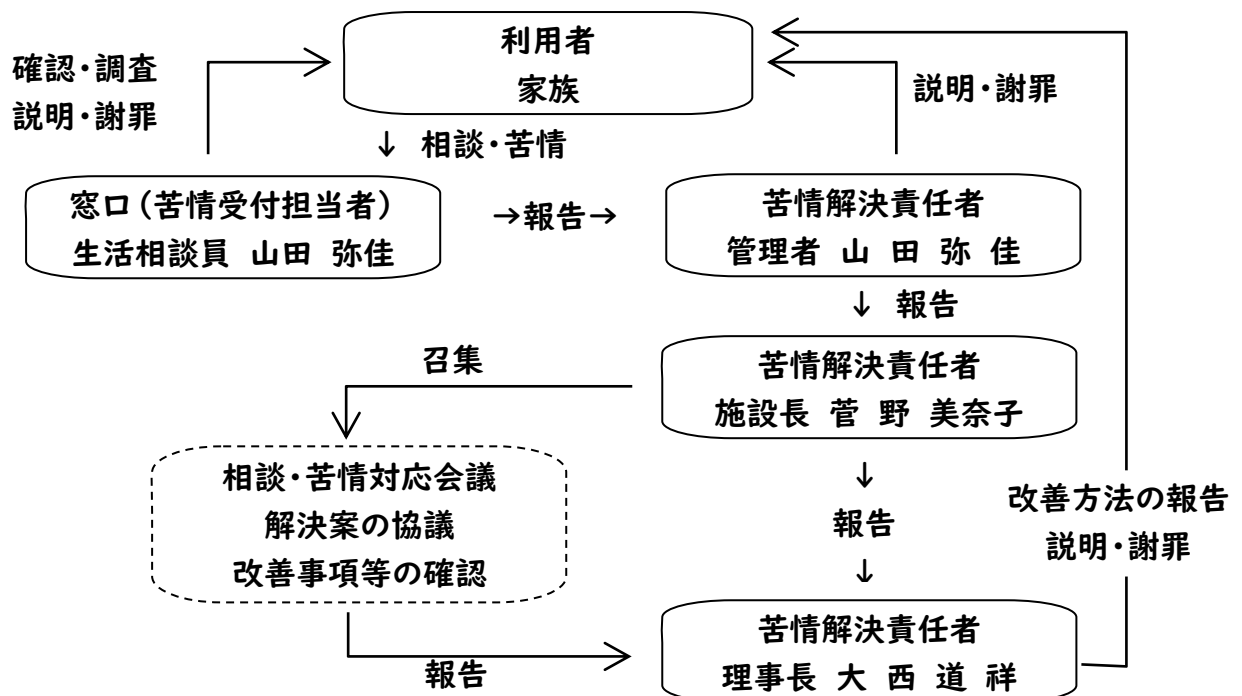 利用者
家族
確認・調査
説明・謝罪
説明・謝罪
↓ 相談・苦情
窓口(苦情受付担当者)
生活相談員 山田 弥佳
→報告→
苦情解決責任者
管理者 山 田 弥 佳
↓ 報告
召集
苦情解決責任者
施設長 菅 野 美奈子
相談・苦情対応会議
解決案の協議
改善事項等の確認
↓
報告
↓
改善方法の報告
説明・謝罪
報告
苦情解決責任者
理事長 大 西 道 祥